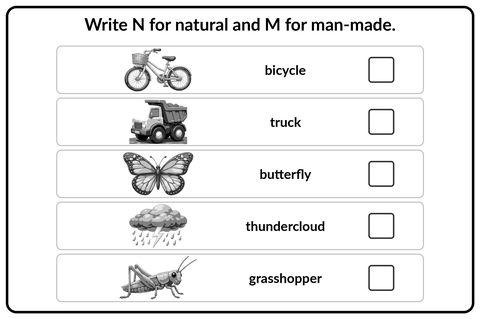 Write N for natural and M for man-made.
bicycle
truck
butterfly
thundercloud
grasshopper